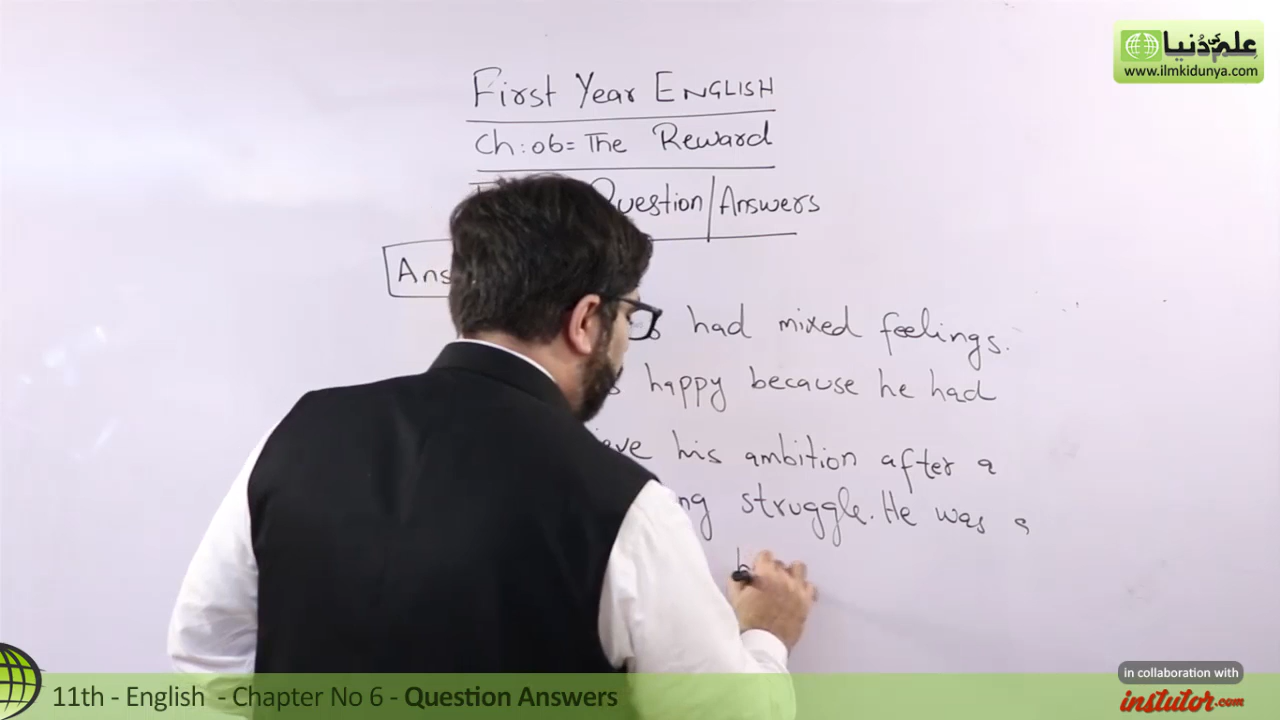 علم کی دُنیا
www.ilmkidunya.com
First Year ENGLISH
Ch:06= The Reward
Question/Answers
Ans
had mixed feelings.
happy because he had
his ambition after a
struggle. He was a
11th - English - Chapter No 6 - Question Answers
in collaboration with
instutor.com